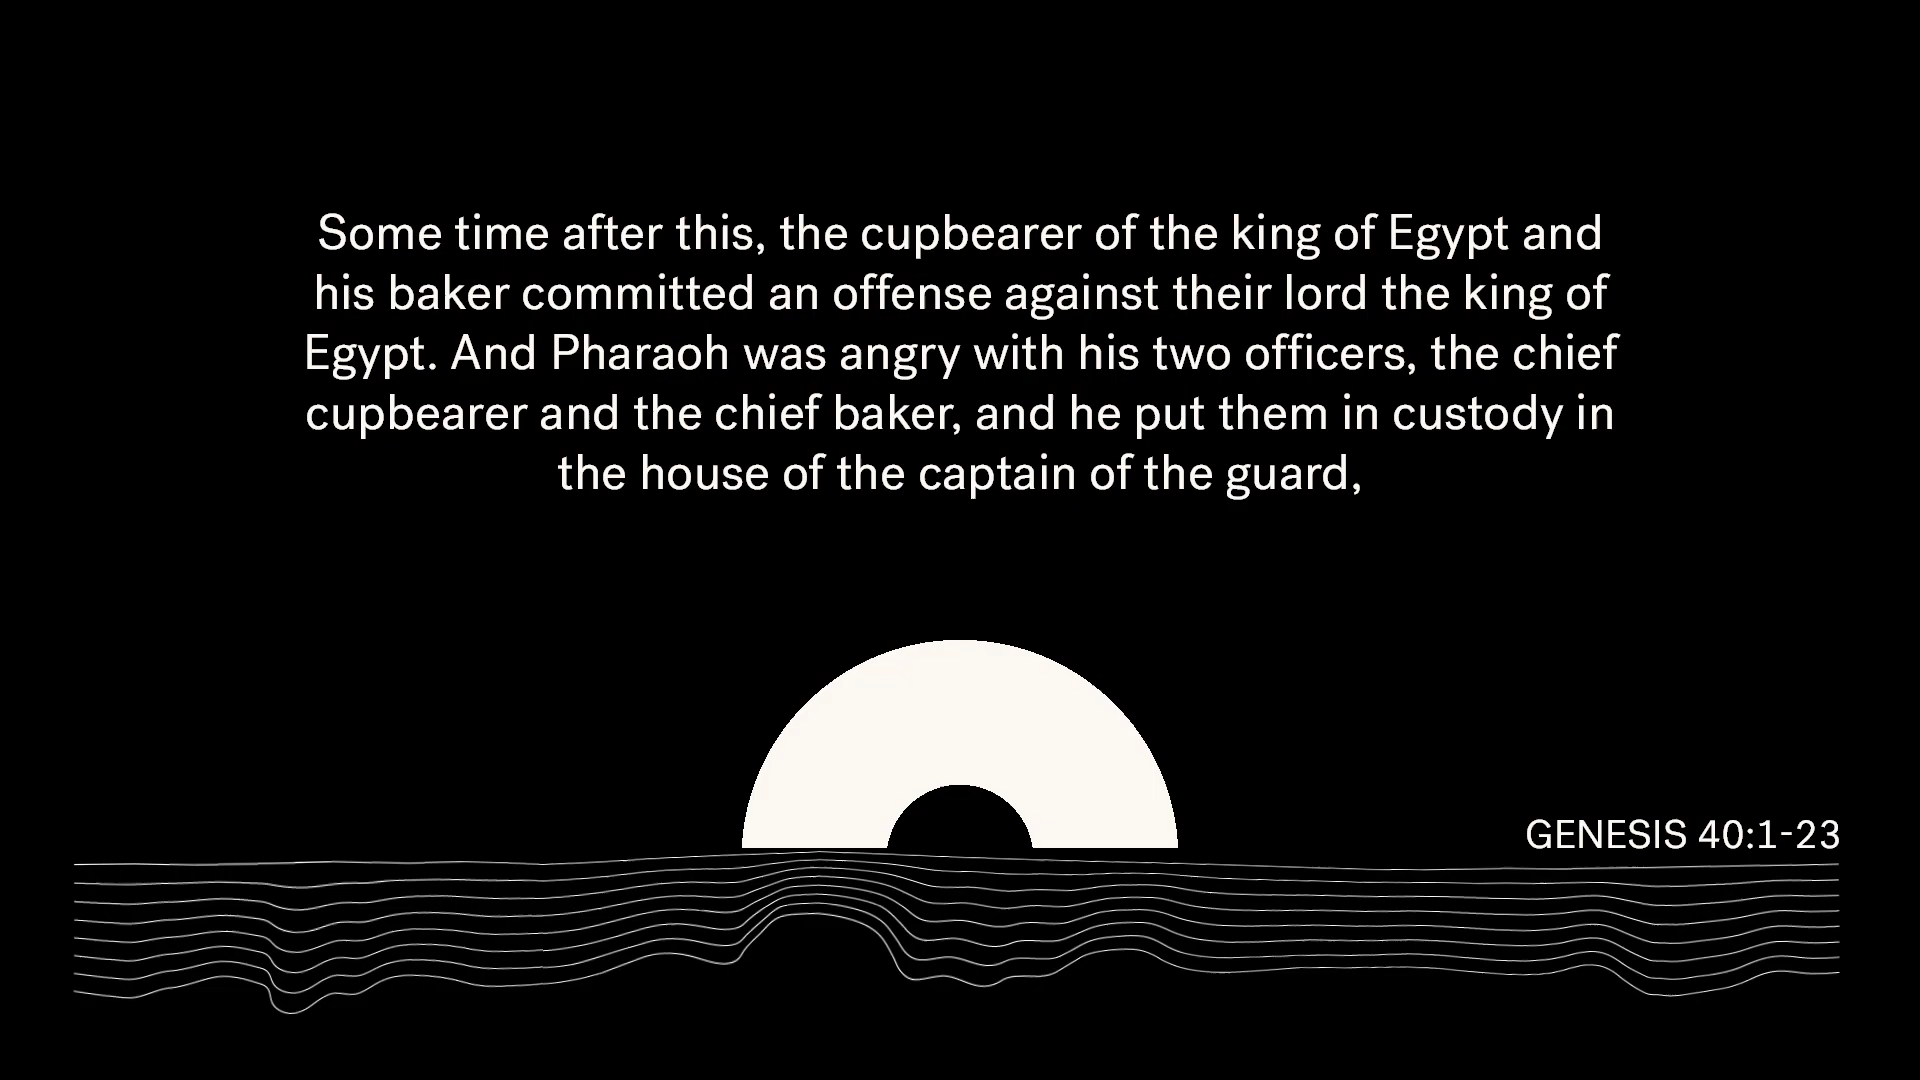 Some time after this, the cupbearer of the king of Egypt and
his baker committed an offense against their lord the king of
Egypt. And Pharaoh was angry with his two officers, the chief
cupbearer and the chief baker, and he put them in custody in
the house of the captain of the guard,
GENESIS 40:1-23